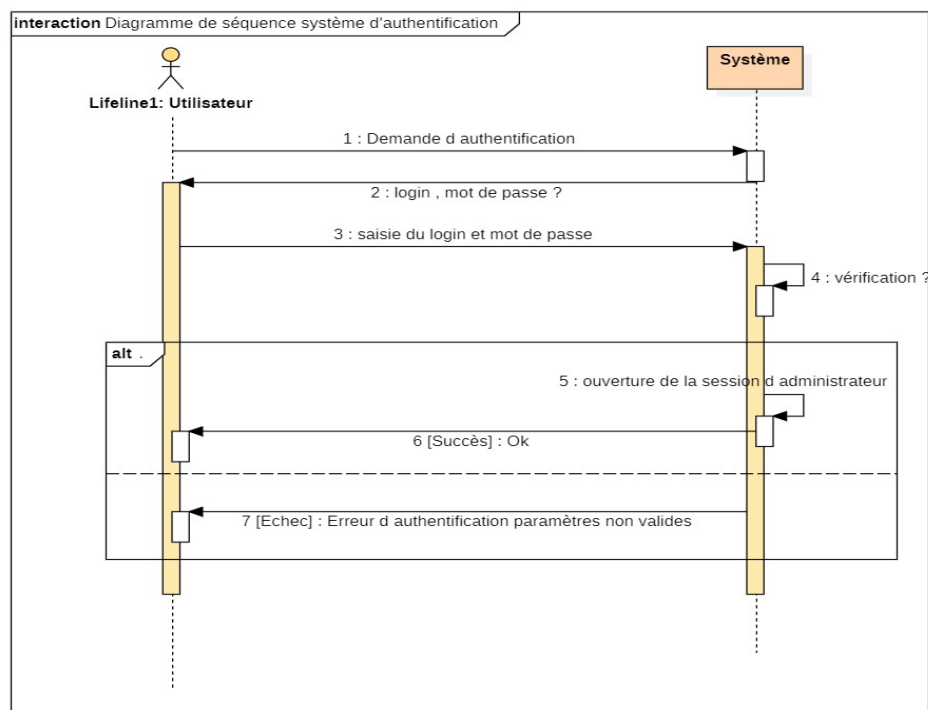 interaction Diagramme de séquence système d'authentification
Système
Lifeline1: Utilisateur
1 : Demande d authentification
2 : login , mot de passe ?
3 : saisie du login et mot de passe
4 : vérification ?
alt .
5 : ouverture de la session d administrateur
6 [Succès] : Ok
7 [Echec] : Erreur d authentification paramètres non valides